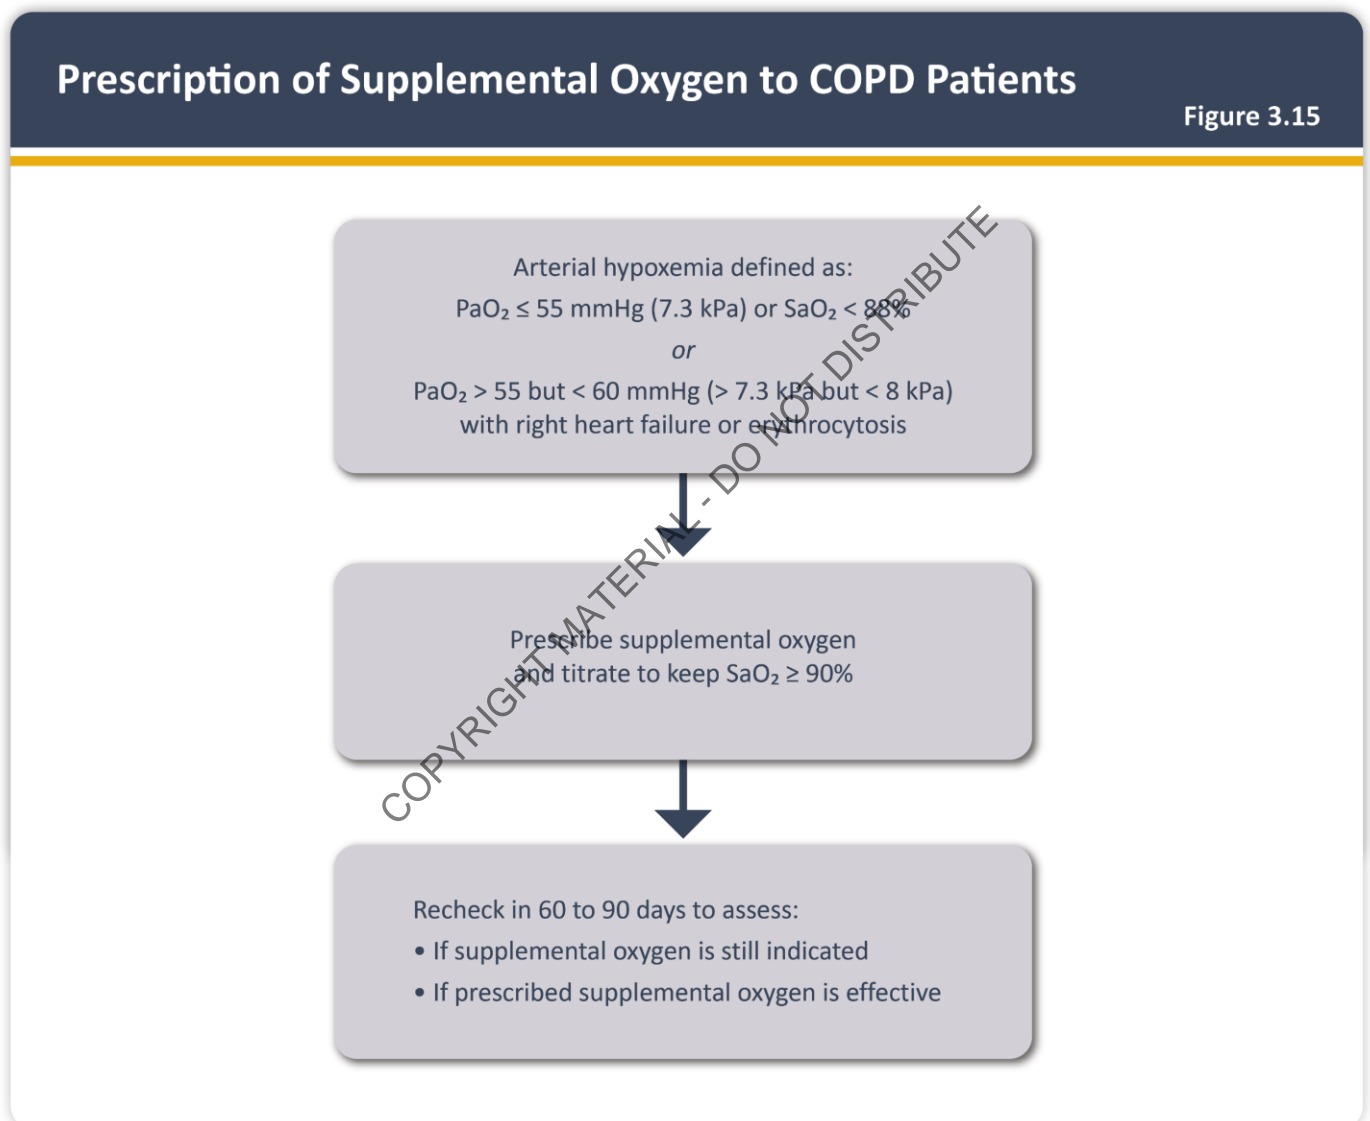 Prescription of Supplemental Oxygen to COPD Patients
Figure 3.15
Arterial hypoxemia defined as:
PaO₂ ≤ 55 mmHg (7.3 kPa) or SaO₂ < 88%
or
PaO₂ > 55 but < 60 mmHg (> 7.3 kPa but < 8 kPa)
with right heart failure or erythrocytosis
Prescribe supplemental oxygen
and titrate to keep SaO₂ ≥ 90%
Recheck in 60 to 90 days to assess:
• If supplemental oxygen is still indicated
• If prescribed supplemental oxygen is effective
COPYRIGHT MATERIAL - DO NOT DISTRIBUTE